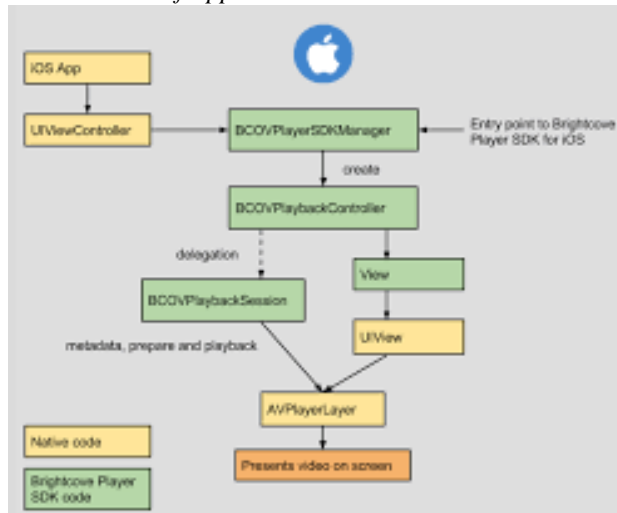 iOS App
UIViewController
BCOVPlayerSDKManager
Entry point to Brightcove
Player SDK for iOS
create
BCOVPlaybackController
delegation
View
BCOVPlaybackSession
UIView
metadata, prepare and playback
AVPlayerLayer
Native code
Presents video on screen
Brightcove Player
SDK code